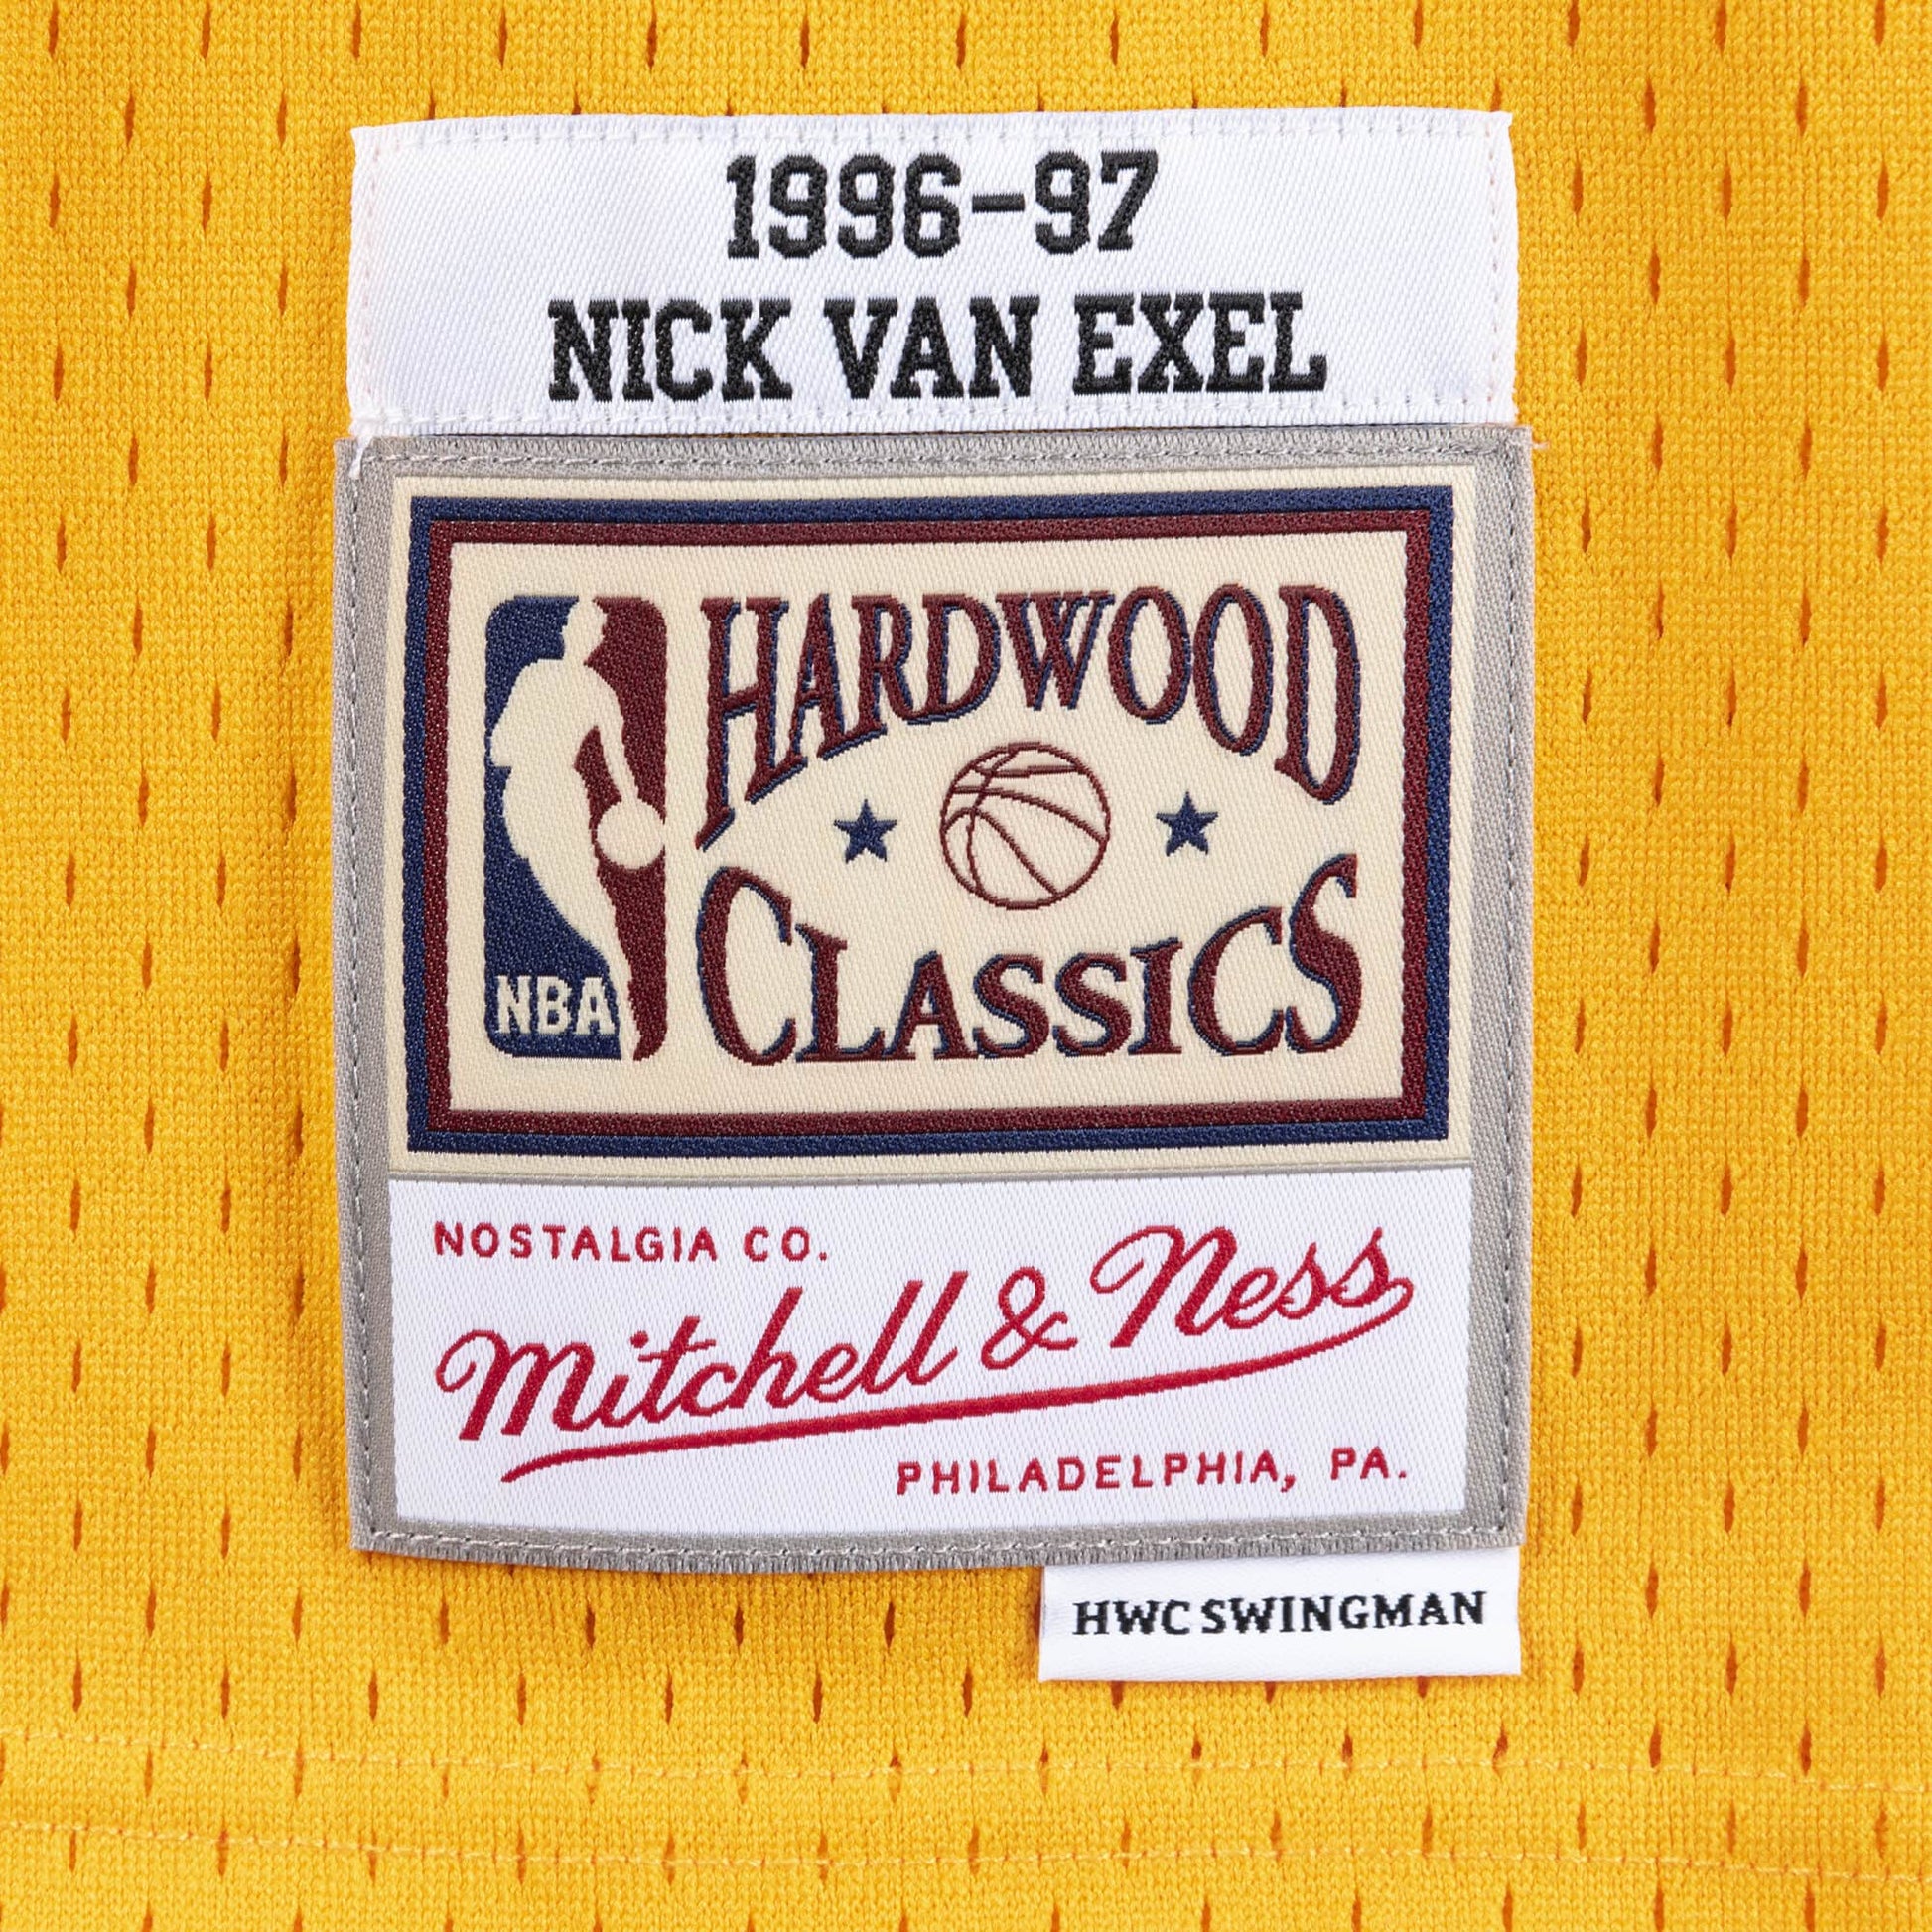 1996-97
NICK VAN EXEL
HARDWOOD
CLASSICS
NBA
NOSTALGIA CO.
Mitchell & Ness
PHILADELPHIA, PA.
HWC SWINGMAN